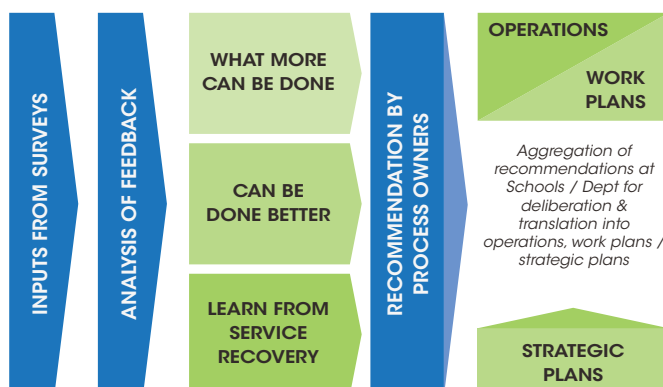 INPUTS FROM SURVEYS
ANALYSIS OF FEEDBACK
WHAT MORE
CAN BE DONE
CAN BE
DONE BETTER
LEARN FROM
SERVICE
RECOVERY
RECOMMENDATION BY
PROCESS OWNERS
OPERATIONS
WORK
PLANS
Aggregation of
recommendations at
Schools / Dept for
deliberation &
translation into
operations, work plans /
strategic plans
STRATEGIC
PLANS